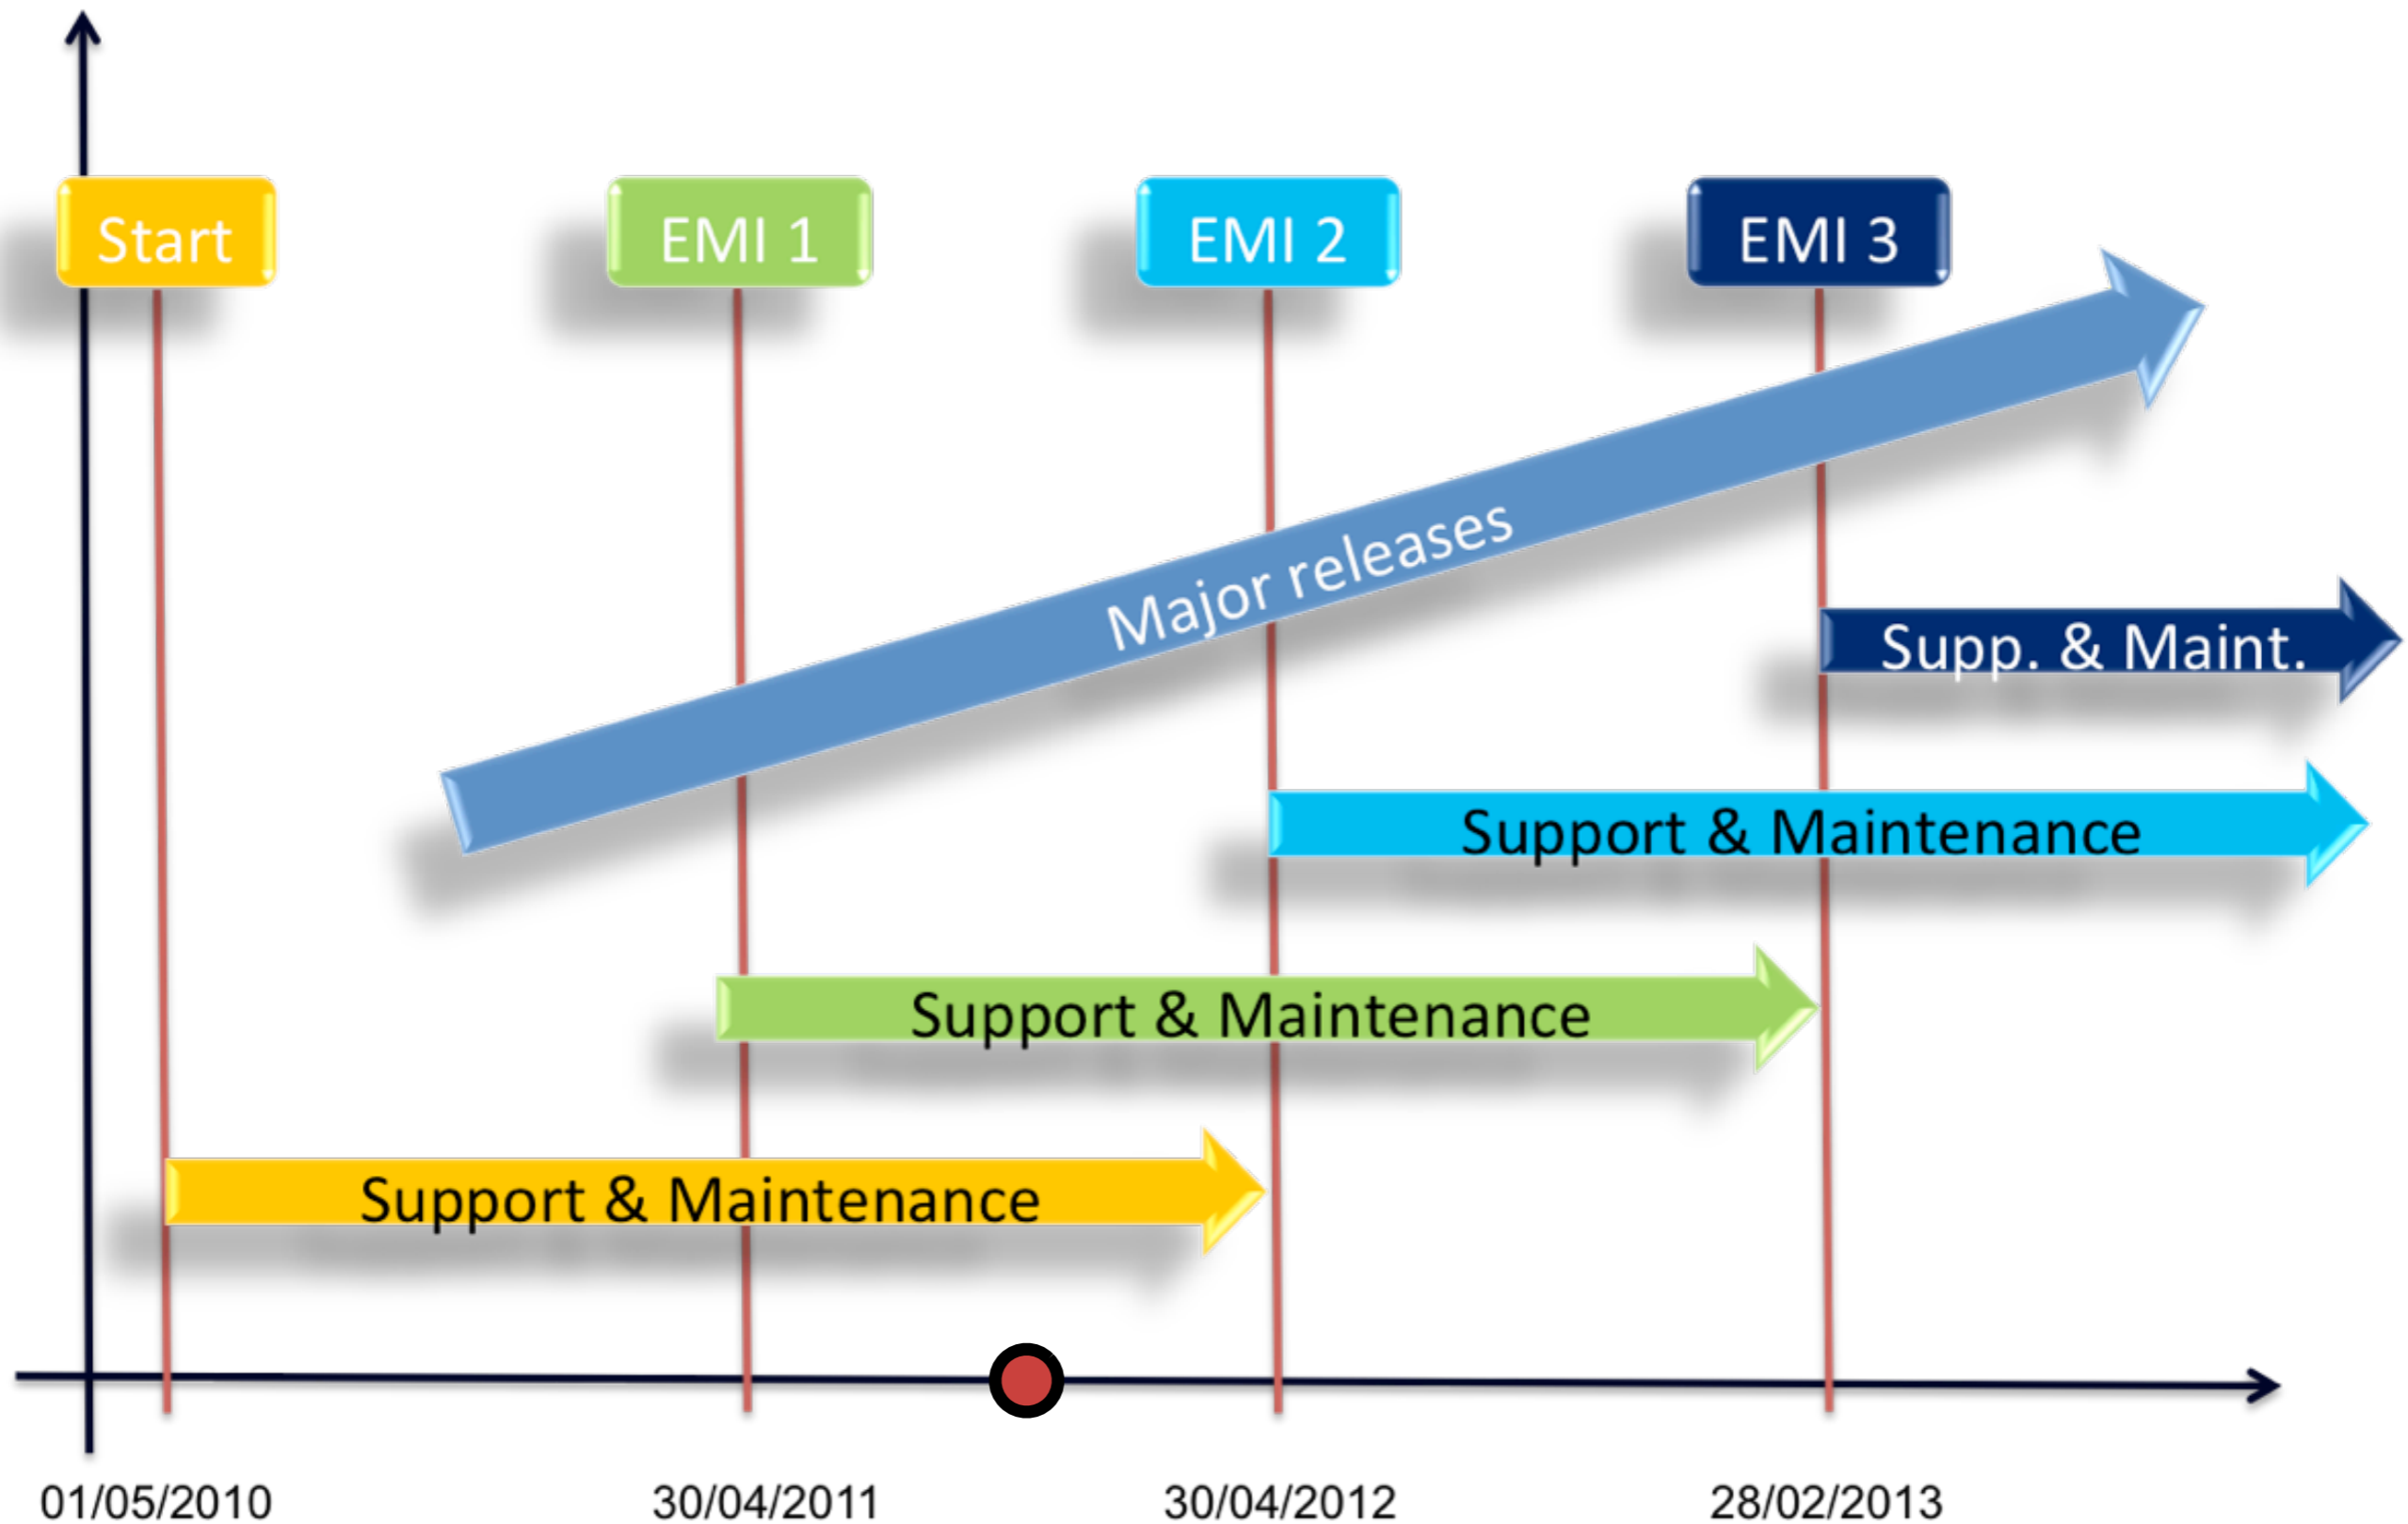 Start
EMI 1
EMI 2
EMI 3
Major releases
Supp. & Maint.
Support & Maintenance
Support & Maintenance
Support & Maintenance
01/05/2010
30/04/2011
30/04/2012
28/02/2013